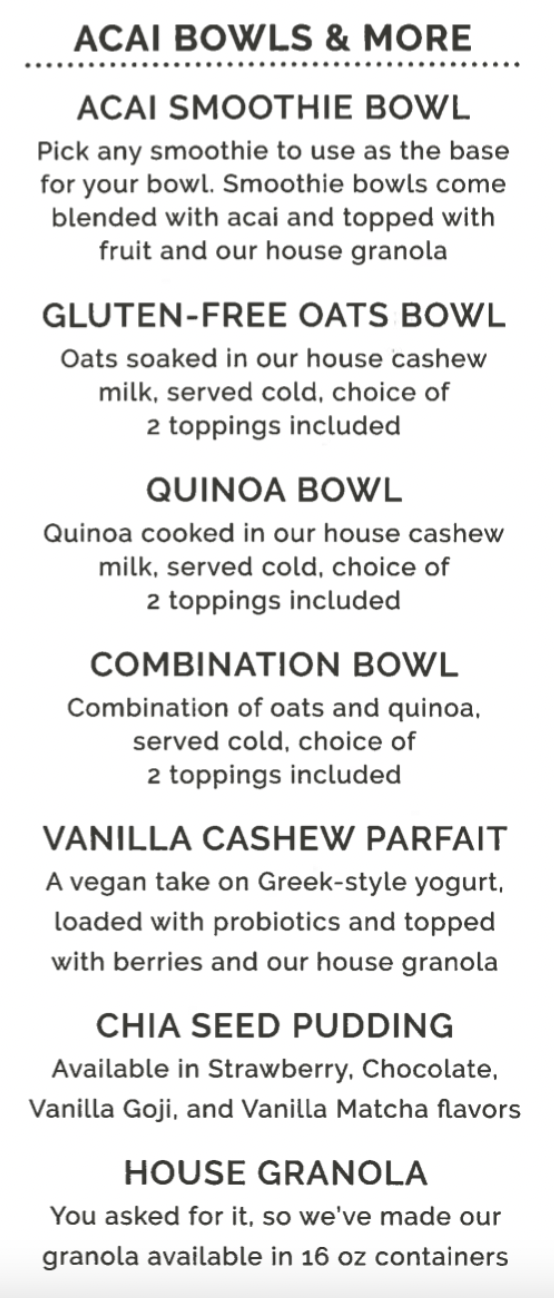 ACAI BOWLS & MORE
ACAI SMOOTHIE BOWL
Pick any smoothie to use as the base
for your bowl. Smoothie bowls come
blended with acai and topped with
fruit and our house granola
GLUTEN-FREE OATS BOWL
Oats soaked in our house cashew
milk, served cold, choice of
2 toppings included
QUINOA BOWL
Quinoa cooked in our house cashew
milk, served cold, choice of
2 toppings included
COMBINATION BOWL
Combination of oats and quinoa,
served cold, choice of
2 toppings included
VANILLA CASHEW PARFAIT
A vegan take on Greek-style yogurt,
loaded with probiotics and topped
with berries and our house granola
CHIA SEED PUDDING
Available in Strawberry, Chocolate,
Vanilla Goji, and Vanilla Matcha flavors
HOUSE GRANOLA
You asked for it, so we've made our
granola available in 16 oz containers